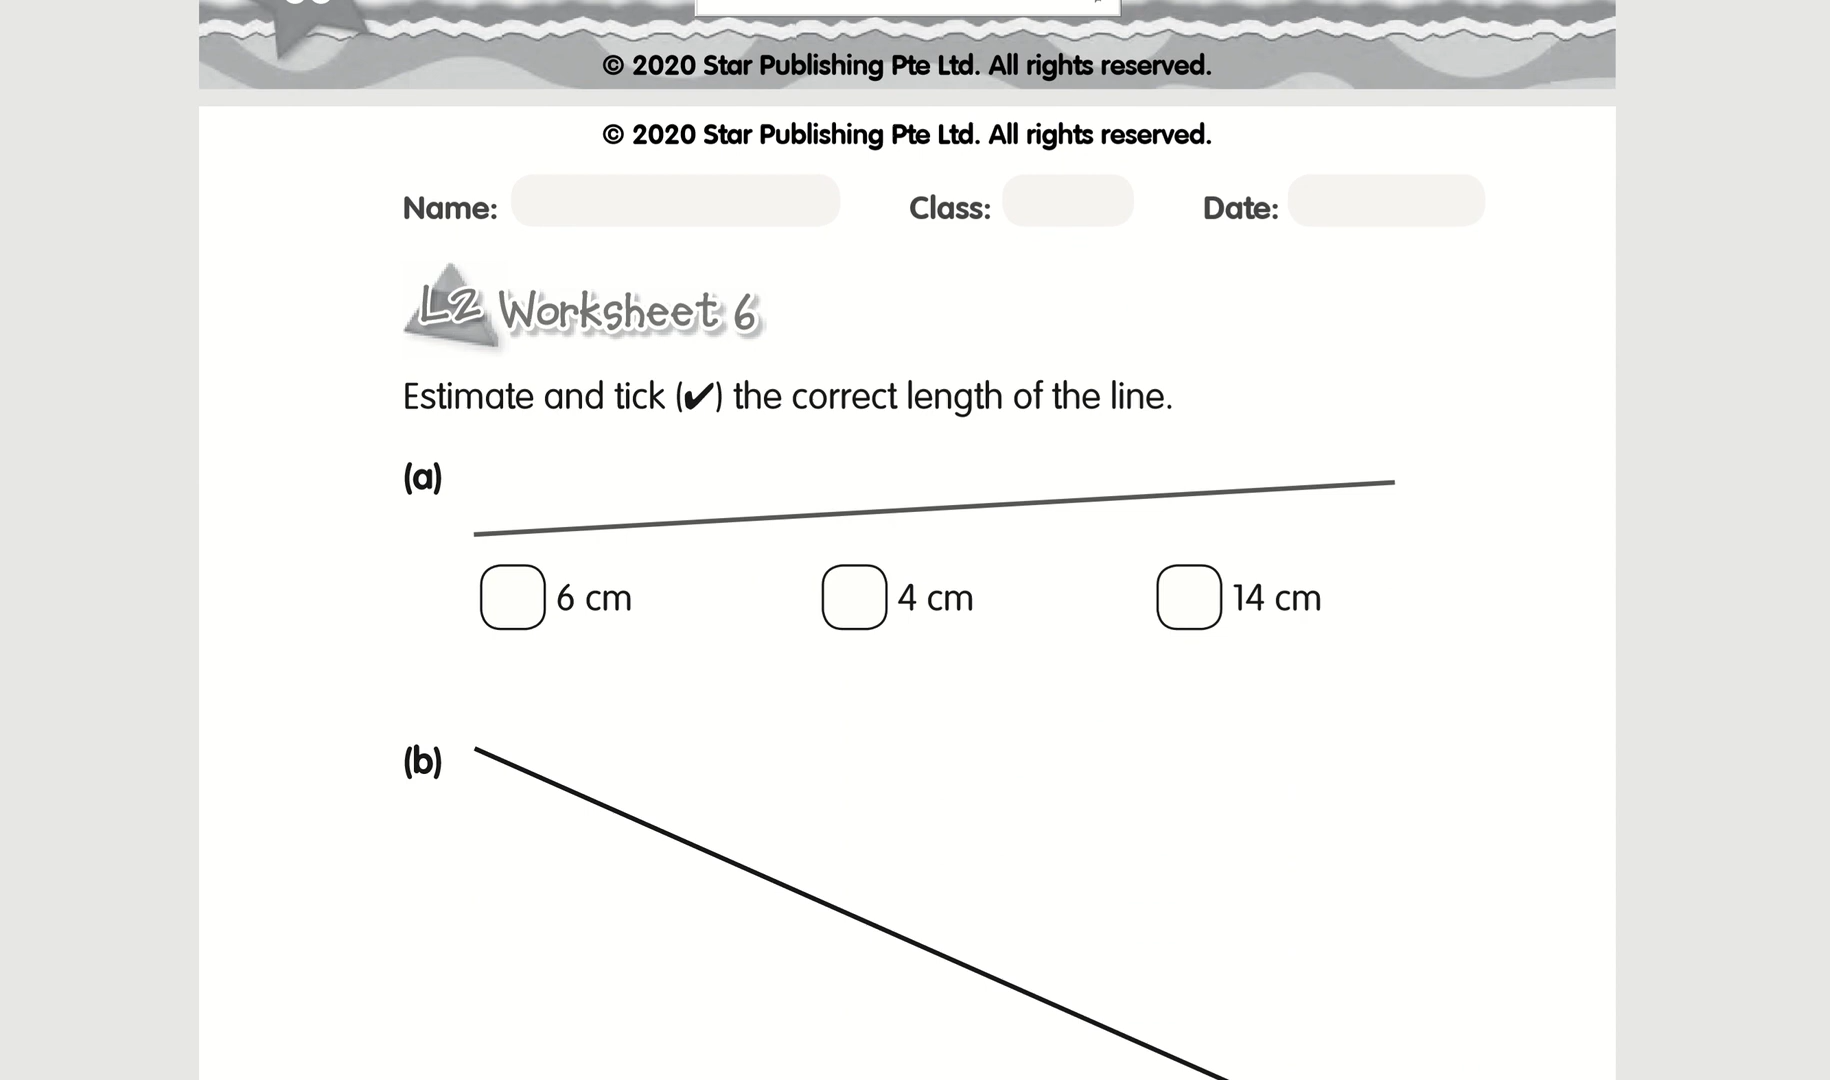 © 2020 Star Publishing Pte Ltd. All rights reserved.
© 2020 Star Publishing Pte Ltd. All rights reserved.
Name: Class: Date:
L2 Worksheet 6
Estimate and tick (✔) the correct length of the line.
(a)
6 cm 4 cm 14 cm
(b)